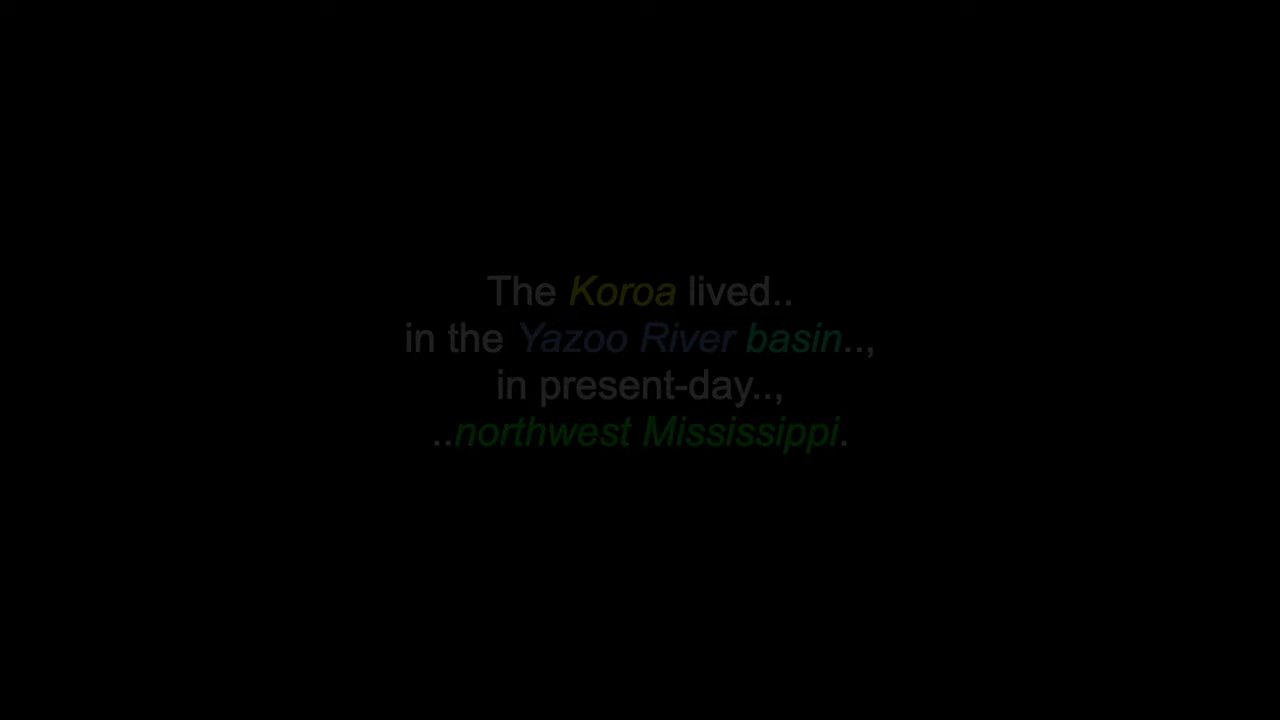 The Koroa lived..
in the Yazoo River basin..,
in present-day..,
..northwest Mississippi.